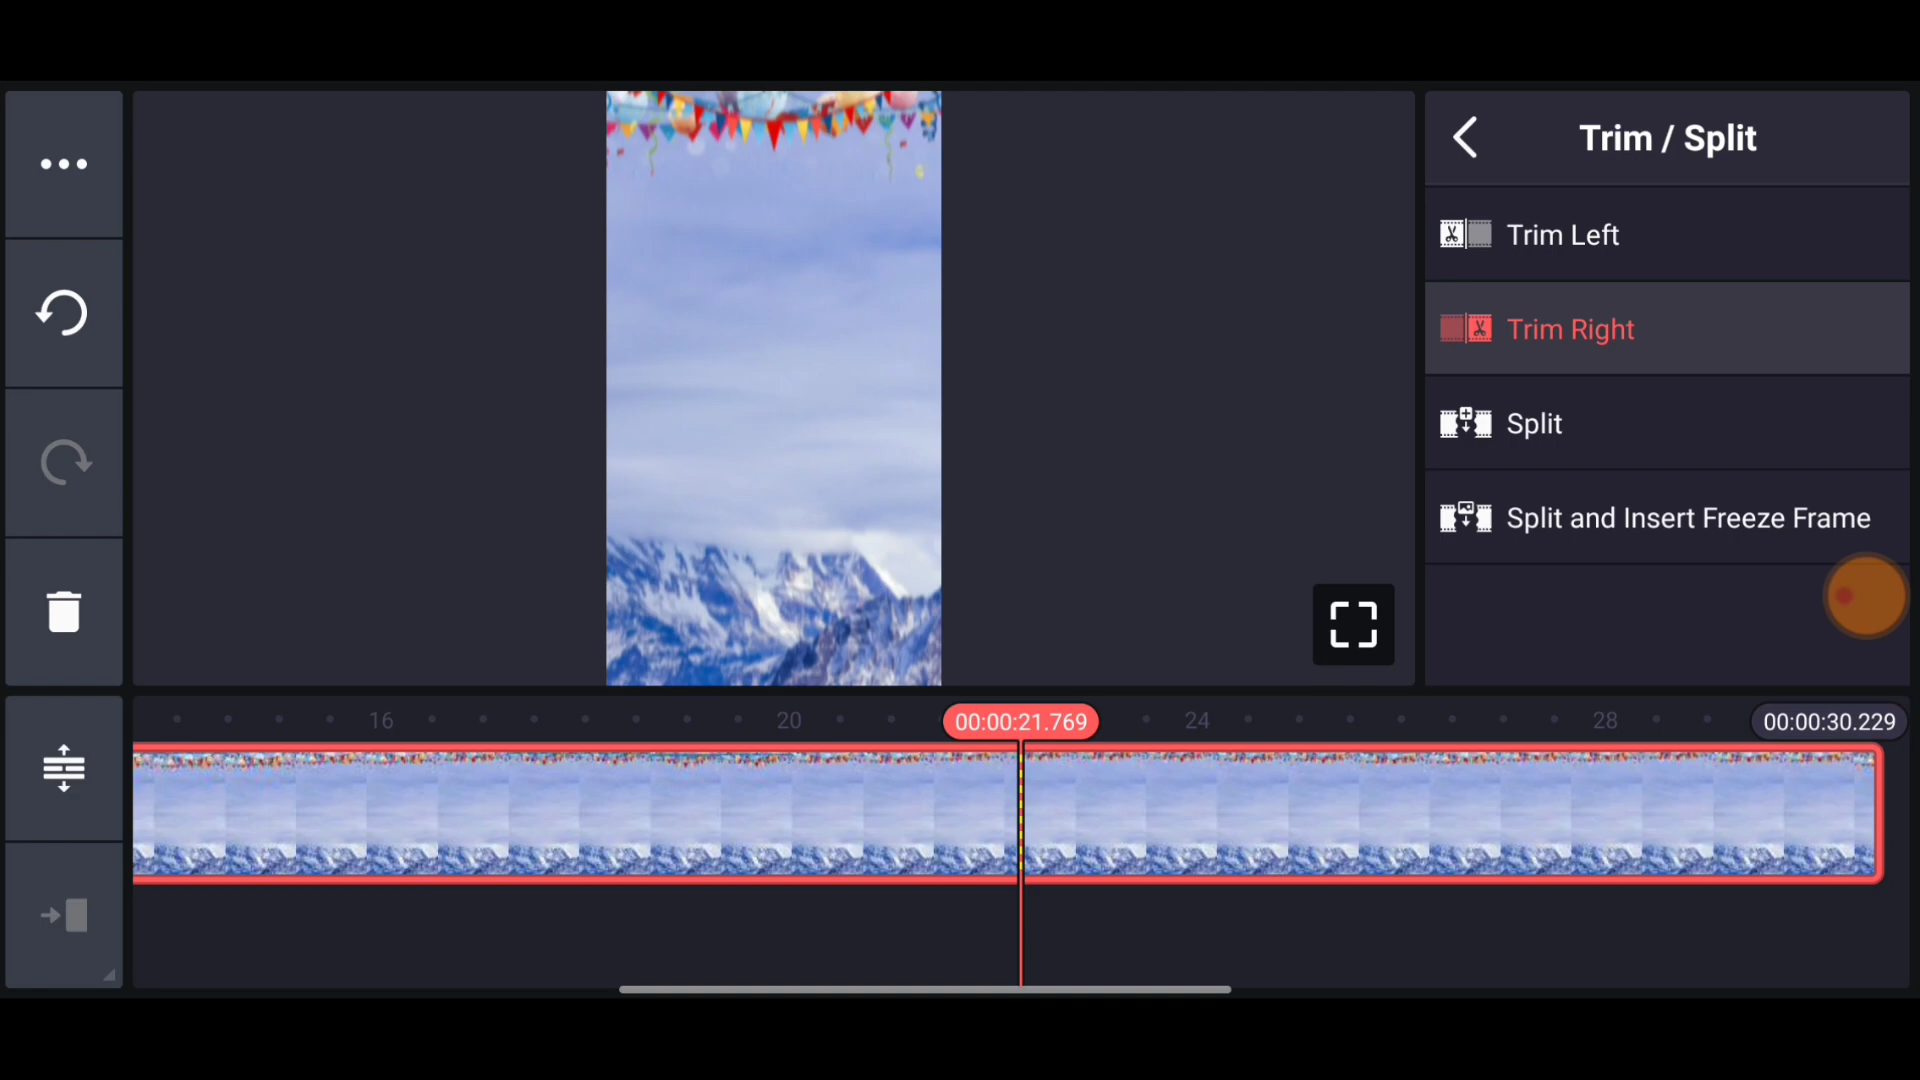 Trim / Split
Trim Left
Trim Right
Split
Split and Insert Freeze Frame
16
20
00:00:21.769
24
28
00:00:30.229